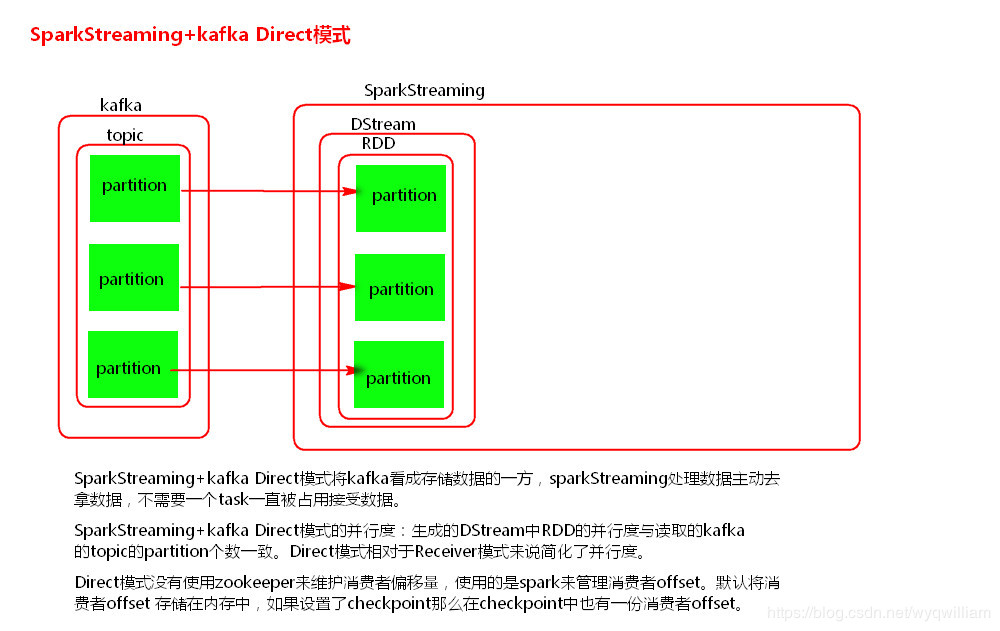 SparkStreaming+kafka Direct模式
SparkStreaming
kafka
DStream
topic
RDD
partition
partition
partition
partition
partition
partition
SparkStreaming+kafka Direct模式将kafka看成存储数据的一方，sparkStreaming处理数据主动去
拿数据，不需要一个task一直被占用接受数据。
SparkStreaming+kafka Direct模式的并行度：生成的DStream中RDD的并行度与读取的kafka
的topic的partition个数一致。Direct模式相对于Receiver模式来说简化了并行度。
Direct模式没有使用zookeeper来维护消费者偏移量，使用的是spark来管理消费者offset。默认将消
费者offset 存储在内存中，如果设置了checkpoint那么在checkpoint中也有一份消费者offset。
https://blog.csdn.net/wyqwilliam